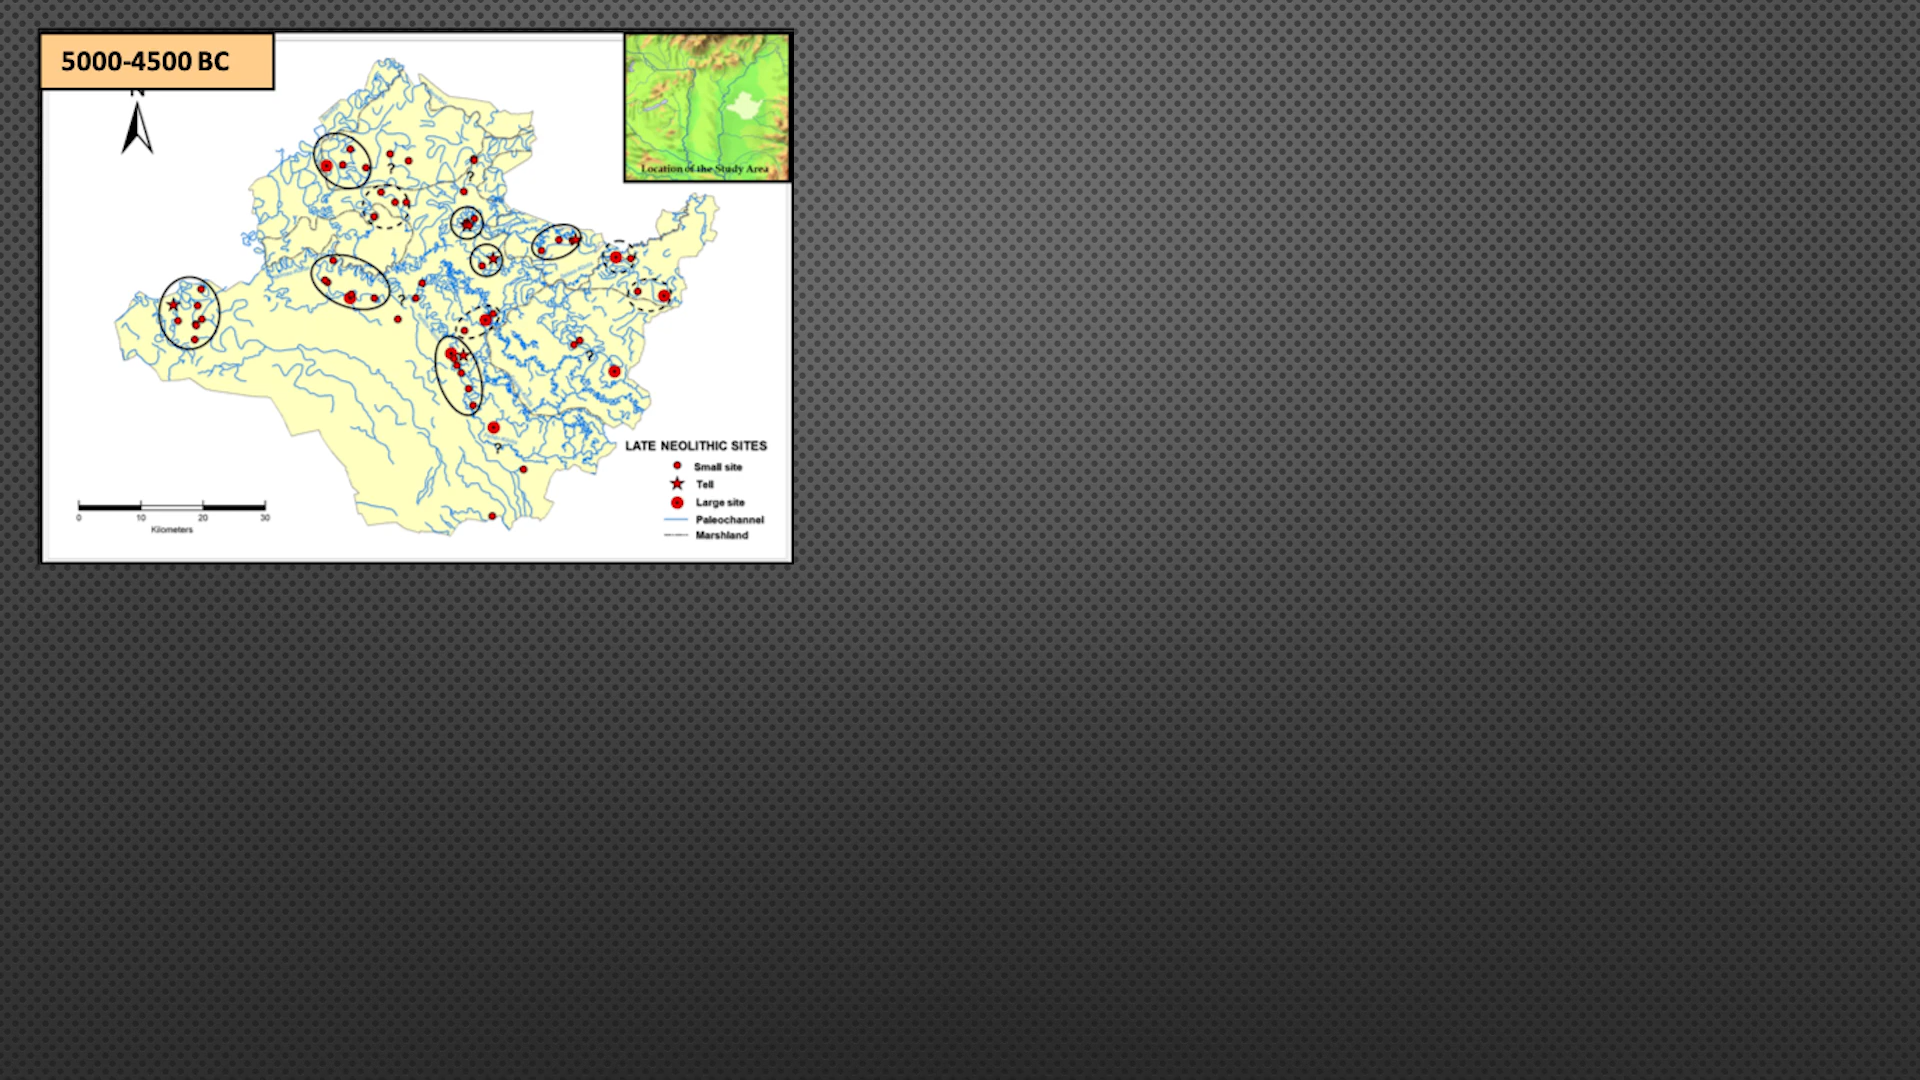 5000-4500 BC
N
Location of the Study Area
?
?
?
?
?
LATE NEOLITHIC SITES
Small site
Tell
Large site
Paleochannel
Marshland
0 10 20 30
Kilometers